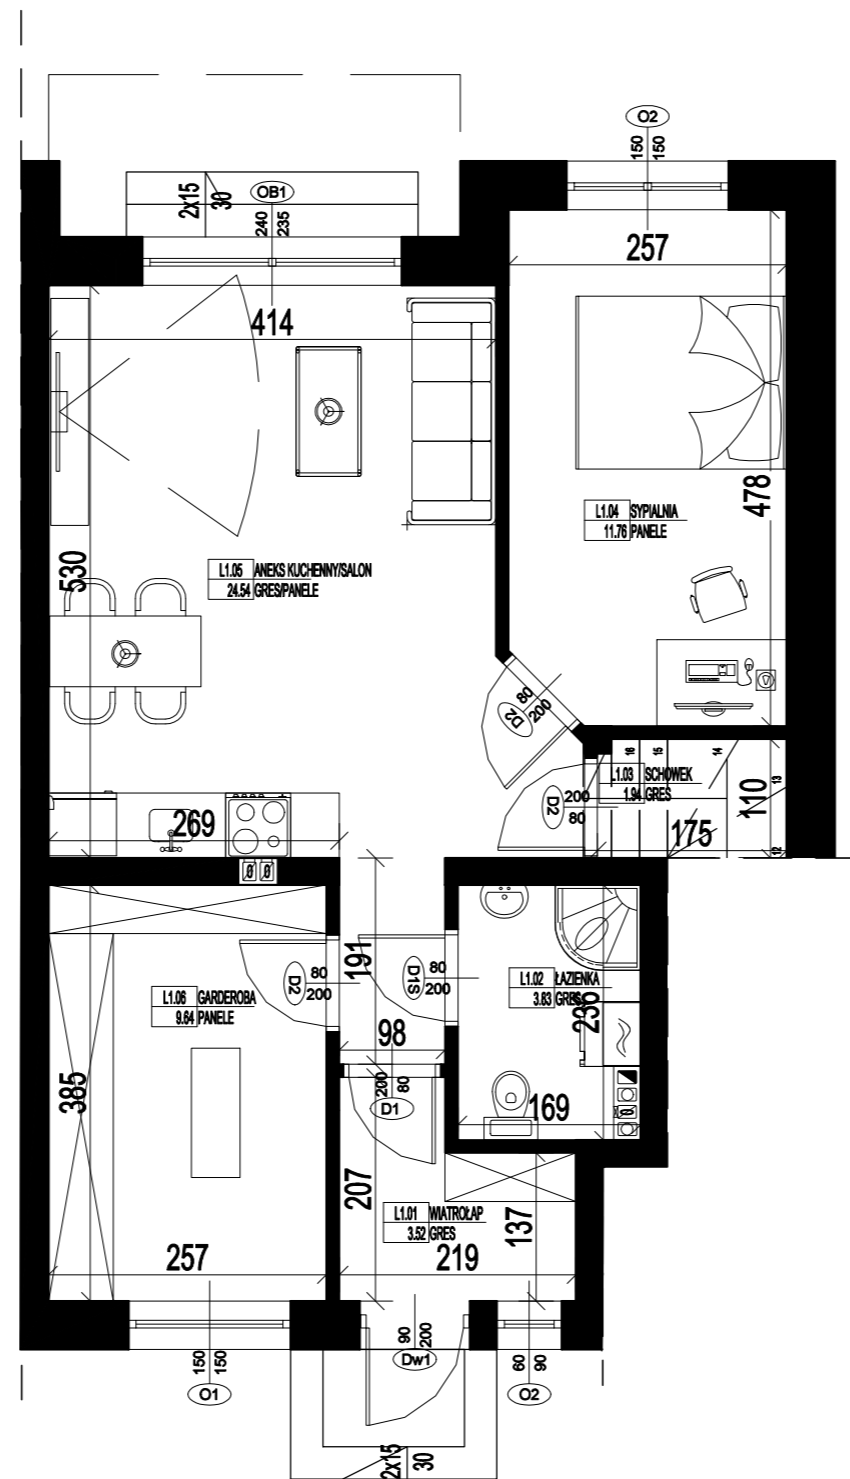 O2
150
150
2x15
30
OB1
240
235
257
414
478
L1.04 SYPIALNIA
11.76 PANELE
530
L1.05 ANEKS KUCHENNY/SALON
24.54 GRES/PANELE
D2
80
200
16
15
14
13
12
L1.03 SCHOWEK
1.94 GRES
110
175
D2
200
80
269
191
D2
80
200
D1S
80
200
L1.02 ŁAZIENKA
3.83 GRES
236
L1.06 GARDEROBA
9.64 PANELE
98
200
80
D1
385
169
207
137
L1.01 WIATROŁAP
3.52 GRES
257
219
150
150
O1
90
200
Dw1
60
90
O2
2x15
30